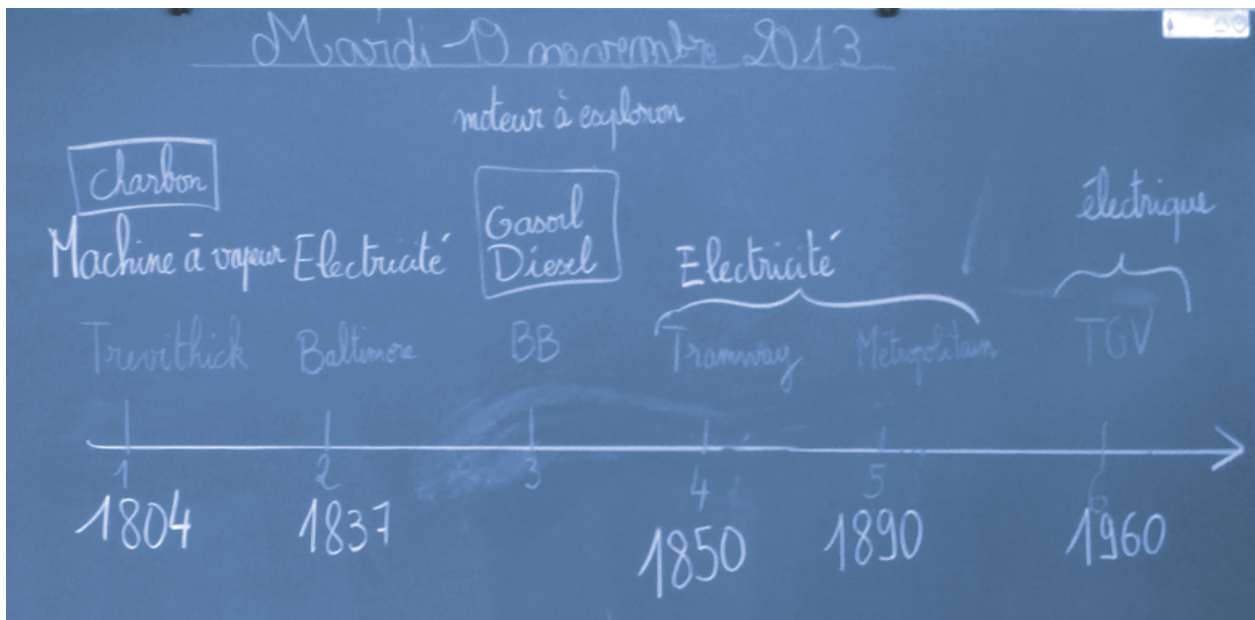 Mardi 19 novembre 2013
moteur à explosion
charbon
électrique
Gasoil
Diesel
Machine à vapeur Electricité Electricité
Trevithick Baltimore BB Tramway Métropolitain TGV
1 2 3 4 5 6
1804 1837 1850 1890 1960